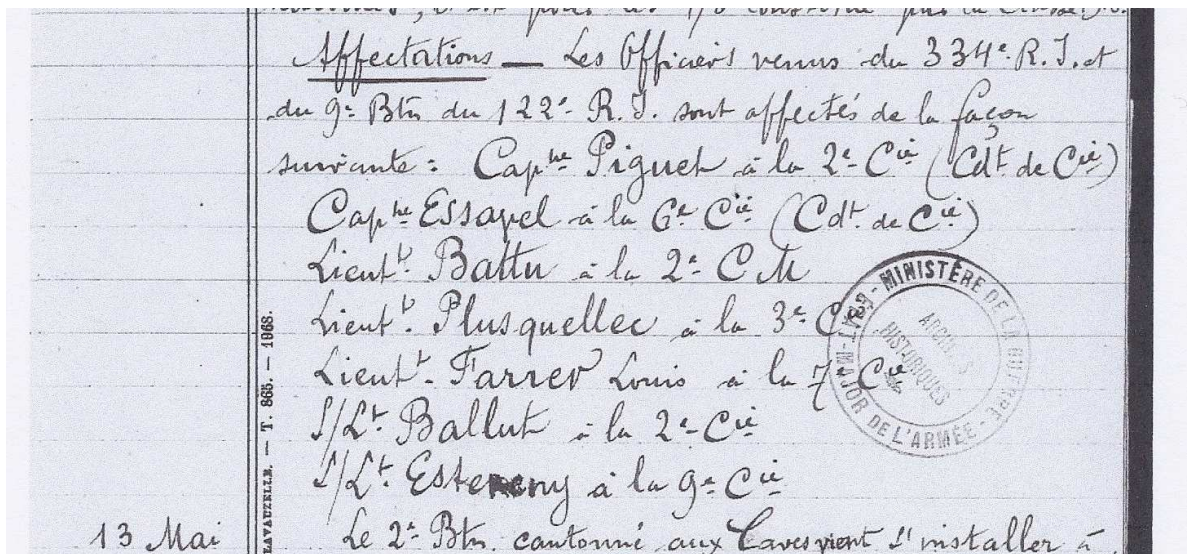 Affectations — Les Officiers venus du 334e. R.I. et
du 9e Btn du 122e R.I. sont affectés de la façon
suivante : Capne Piguet à la 2e Cie (Cdt de Cie)
Capne Essayel à la 6e Cie (Cdt de Cie)
Lieutt. Battu à la 2e C M
Lieutt. Plusquellec à la 3e Cie
Lieutt. Farrer Louis à la 7e Cie
S/Lt. Ballut à la 2e Cie
S/Lt. à la 9e Cie
13 Mai Le 2e Btn. cantonné aux Caves vient s'installer à
LAVAUZELLE. — T. 865. — 1968.
MINISTÈRE DE LA GUERRE - ÉTAT-MAJOR DE L'ARMÉE -
ARCHIVES
HISTORIQUES